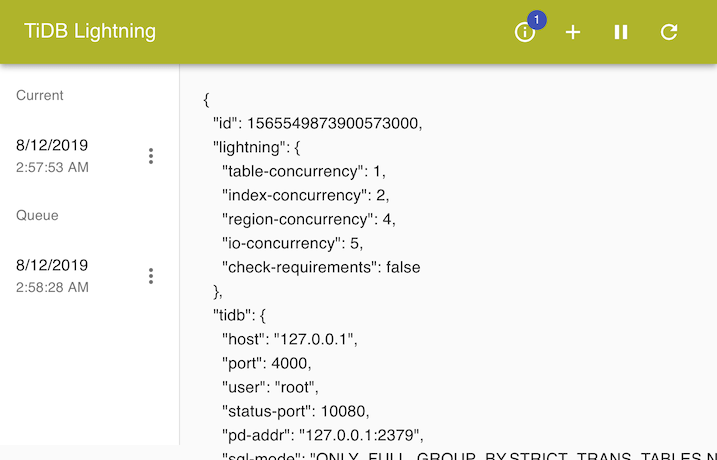 TiDB Lightning
1
Current
8/12/2019
2:57:53 AM
Queue
8/12/2019
2:58:28 AM
{
"id": 1565549873900573000,
"lightning": {
"table-concurrency": 1,
"index-concurrency": 2,
"region-concurrency": 4,
"io-concurrency": 5,
"check-requirements": false
},
"tidb": {
"host": "127.0.0.1",
"port": 4000,
"user": "root",
"status-port": 10080,
"pd-addr": "127.0.0.1:2379",
"sql-mode": "ONLY_FULL_GROUP_BY,STRICT_TRANS_TABLES,N